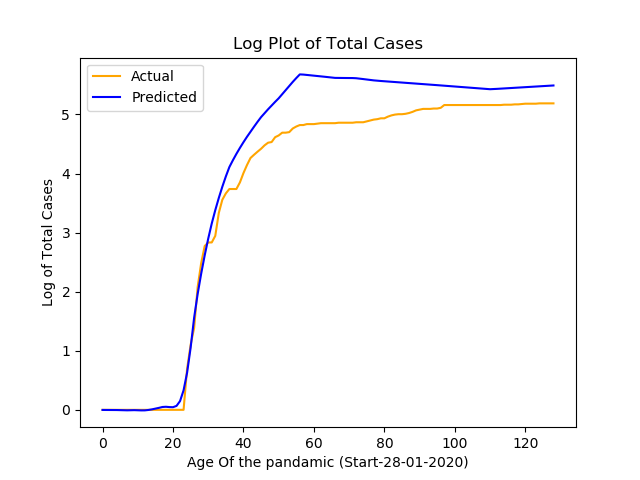 Log Plot of Total Cases
Actual
Predicted
5
4
3
2
1
0
Log of Total Cases
0 20 40 60 80 100 120
Age Of the pandamic (Start-28-01-2020)